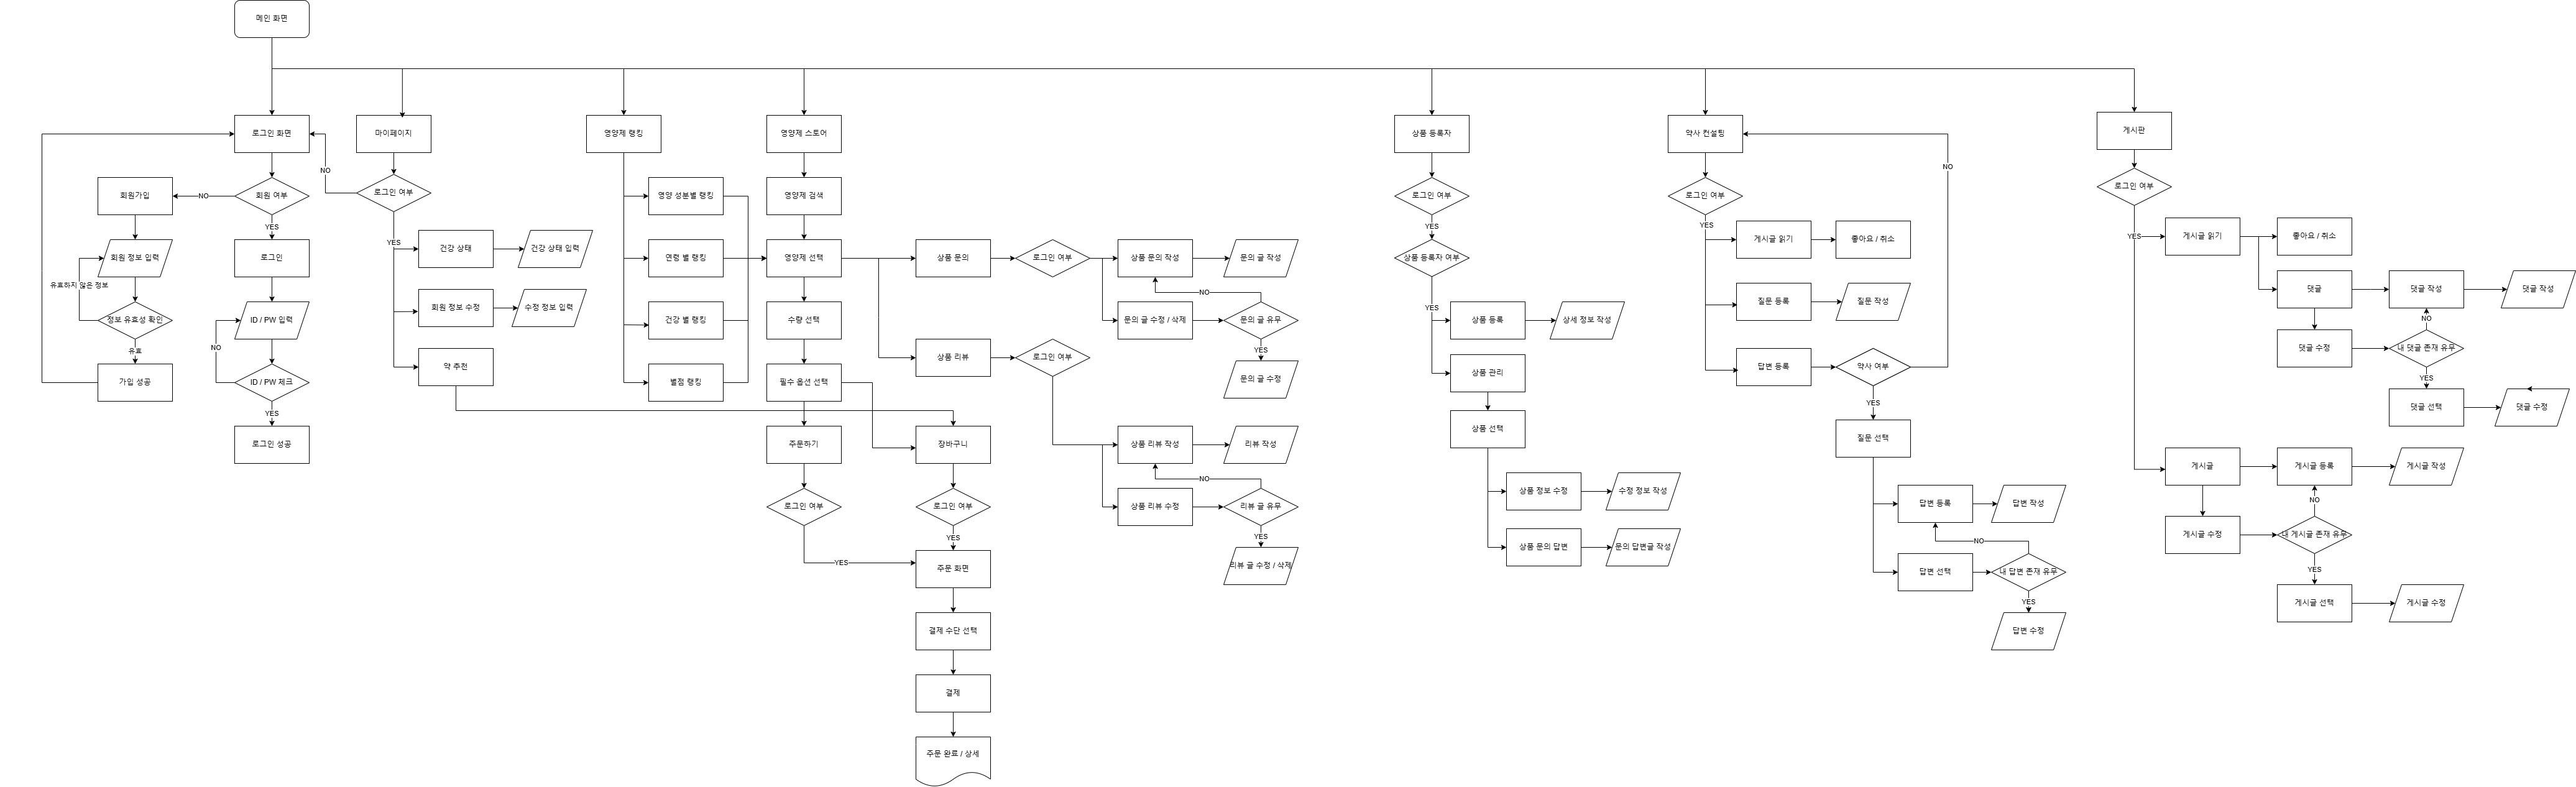 메인 화면
로그인 화면
마이페이지
영양제 랭킹
영양제 스토어
상품 등록자
약사 컨설팅
게시판
회원가입
NO
회원 여부
YES
로그인
ID / PW 입력
ID / PW 체크
NO
YES
로그인 성공
회원 정보 입력
유효하지 않은 정보
정보 유효성 확인
유효
가입 성공
NO
로그인 여부
YES
건강 상태
건강 상태 입력
회원 정보 수정
수정 정보 입력
약 추천
영양 성분별 랭킹
연령 별 랭킹
건강 별 랭킹
별점 랭킹
영양제 검색
영양제 선택
수량 선택
필수 옵션 선택
주문하기
로그인 여부
YES
장바구니
로그인 여부
YES
주문 화면
결제 수단 선택
결제
주문 완료 / 상세
상품 문의
로그인 여부
상품 문의 작성
문의 글 작성
NO
문의 글 수정 / 삭제
문의 글 유무
YES
문의 글 수정
상품 리뷰
로그인 여부
상품 리뷰 작성
리뷰 작성
NO
상품 리뷰 수정
리뷰 글 유무
YES
리뷰 글 수정 / 삭제
로그인 여부
YES
상품 등록자 여부
YES
상품 등록
상세 정보 작성
상품 관리
상품 선택
상품 정보 수정
수정 정보 작성
상품 문의 답변
문의 답변글 작성
로그인 여부
YES
게시글 읽기
좋아요 / 취소
질문 등록
질문 작성
답변 등록
약사 여부
NO
YES
질문 선택
답변 등록
답변 작성
NO
답변 선택
내 답변 존재 유무
YES
답변 수정
로그인 여부
YES
게시글 읽기
좋아요 / 취소
댓글
댓글 작성
댓글 작성
NO
댓글 수정
내 댓글 존재 유무
YES
댓글 선택
댓글 수정
게시글
게시글 등록
게시글 작성
NO
게시글 수정
내 게시글 존재 유무
YES
게시글 선택
게시글 수정